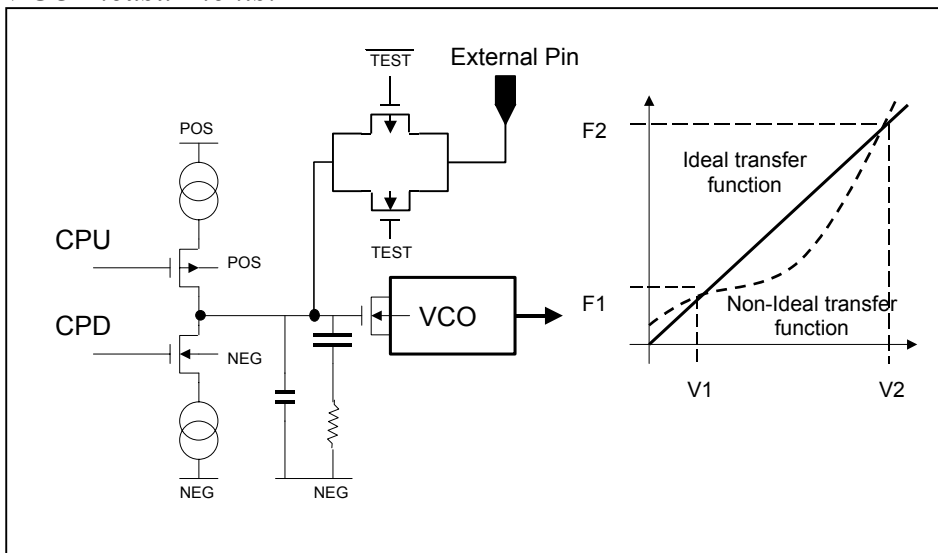 TEST
External Pin
POS
F2
Ideal transfer
function
CPU
POS
TEST
CPD
NEG
VCO
F1
Non-Ideal transfer
function
V1
V2
NEG
NEG